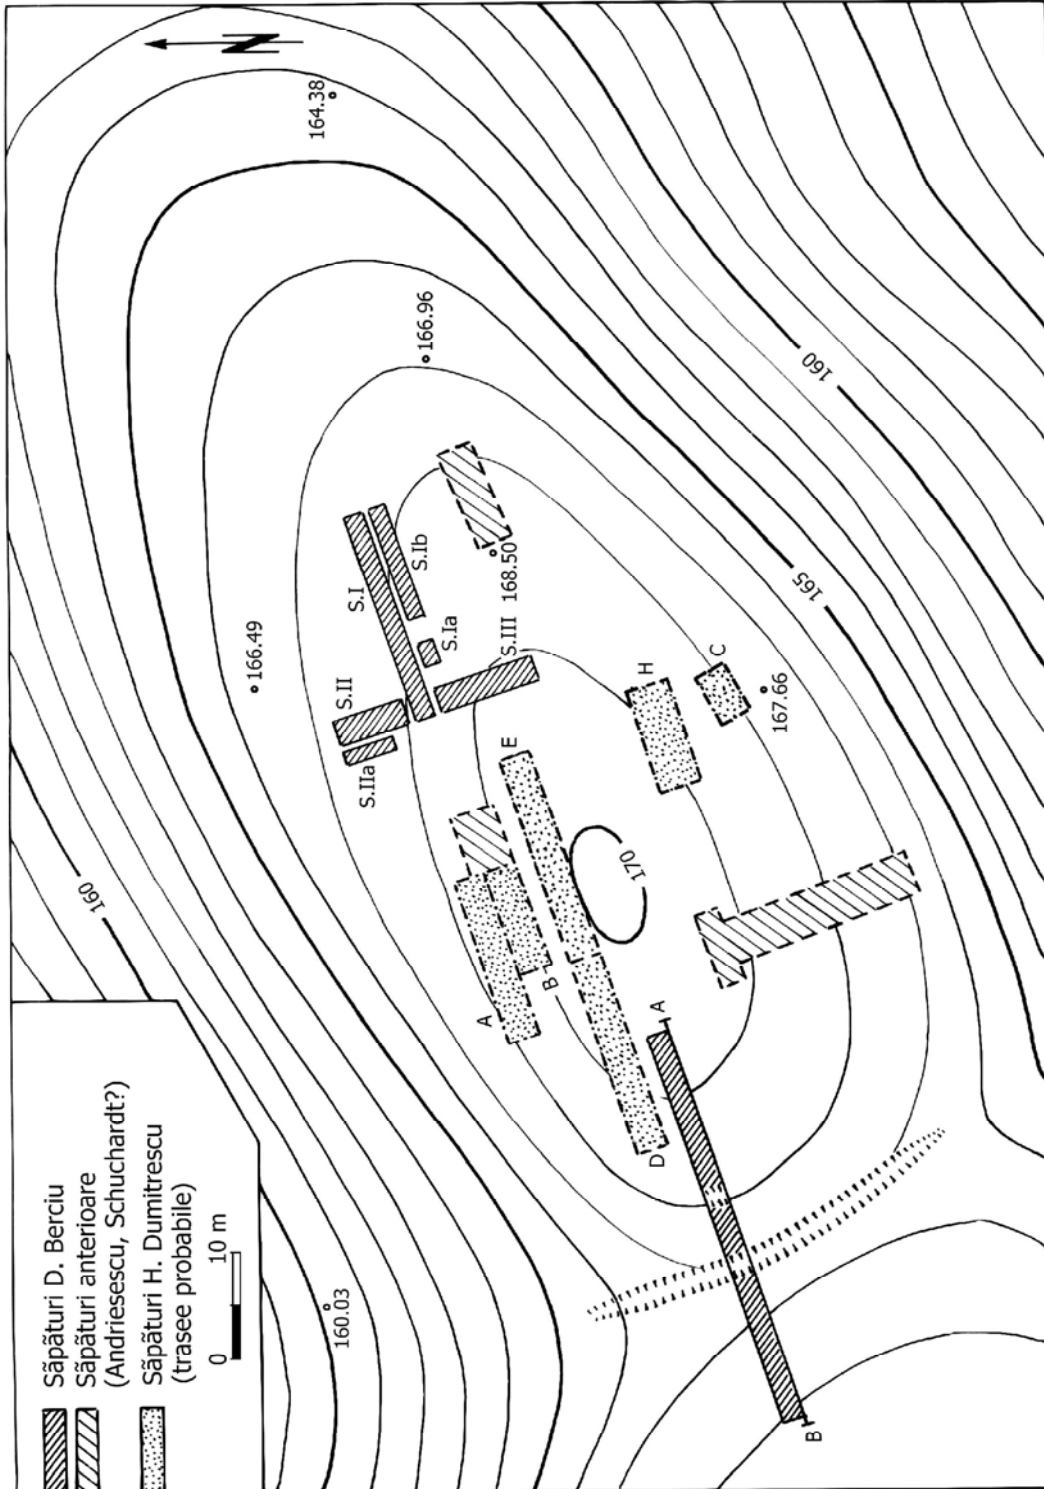 Săpături D. Berciu
Săpături anterioare
(Andriesescu, Schuchardt?)
Săpături H. Dumitrescu
(trasee probabile)
0 10 m
N
164.38
166.96
166.49
168.50
167.66
160.03
160
160
165
170
S.I
S.Ib
S.Ia
S.II
S.IIa
S.III
H
C
E
A
B
D
A
B